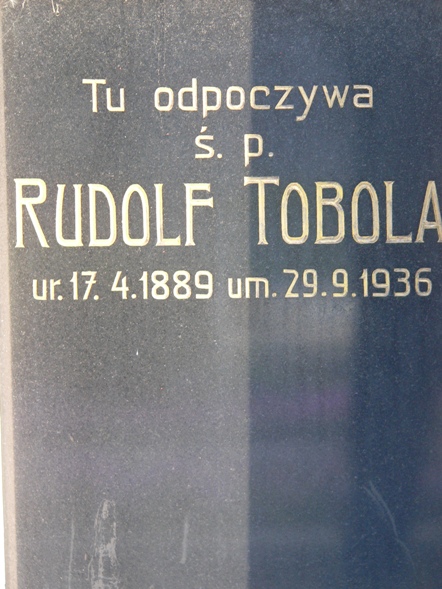 Tu odpoczywa
ś. p.
RUDOLF TOBOLA
ur. 17. 4.1889 um. 29.9.1936